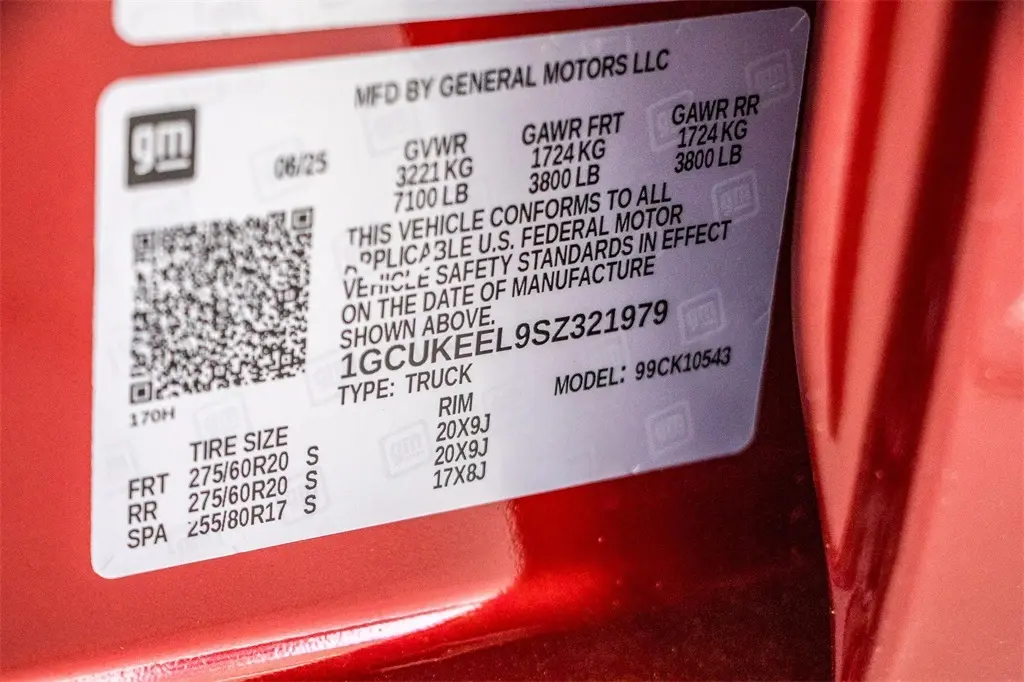 MFD BY GENERAL MOTORS LLC
gm
06/25
GVWR
3221 KG
7100 LB
GAWR FRT
1724 KG
3800 LB
GAWR RR
1724 KG
3800 LB
THIS VEHICLE CONFORMS TO ALL
APPLICABLE U.S. FEDERAL MOTOR
VEHICLE SAFETY STANDARDS IN EFFECT
ON THE DATE OF MANUFACTURE
SHOWN ABOVE.
1GCUKEEL9SZ321979
TYPE: TRUCK
MODEL: 99CK10543
170H
TIRE SIZE RIM
FRT 275/60R20 S 20X9J
RR 275/60R20 S 20X9J
SPA 255/80R17 S 17X8J